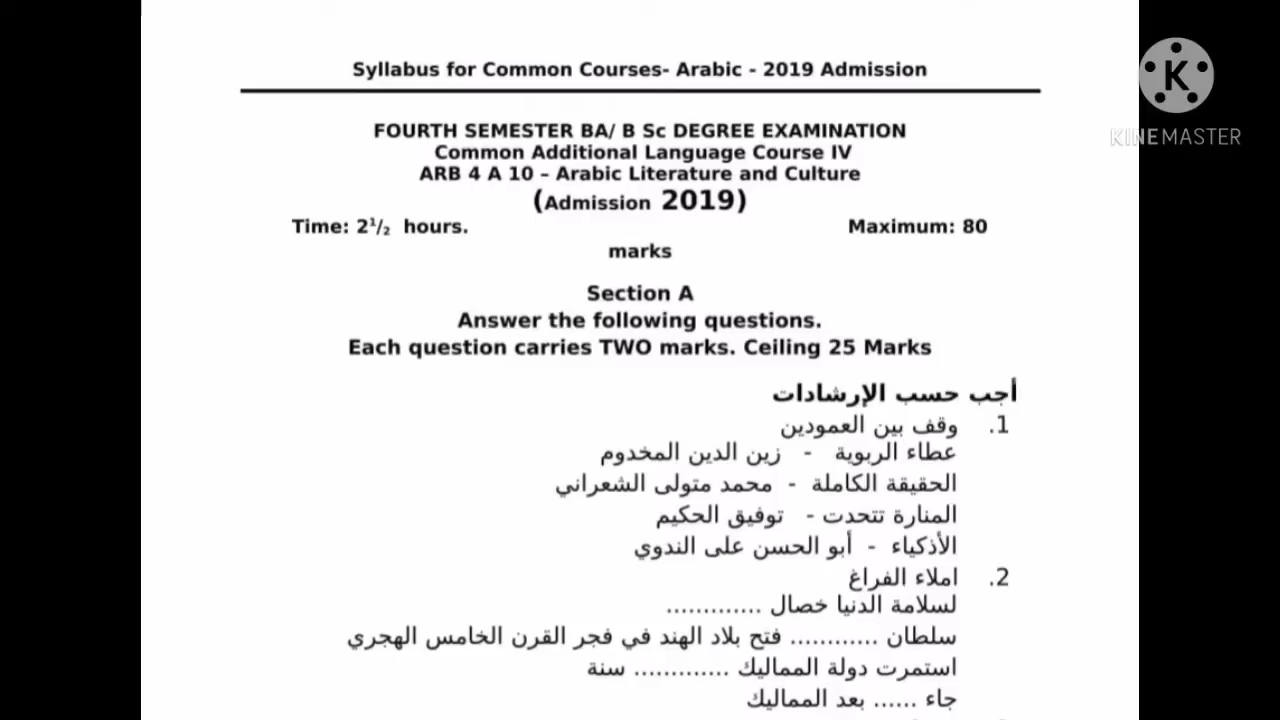 Syllabus for Common Courses- Arabic - 2019 Admission
K
KINEMASTER
FOURTH SEMESTER BA/ B Sc DEGREE EXAMINATION
Common Additional Language Course IV
ARB 4 A 10 – Arabic Literature and Culture
(Admission 2019)
Time: 2¹/₂ hours. Maximum: 80
marks
Section A
Answer the following questions.
Each question carries TWO marks. Ceiling 25 Marks
أجب حسب الإرشادات
1. وقف بين العمودين
عطاء الربوية - زين الدين المخدوم
الحقيقة الكاملة - محمد متولى الشعراني
المنارة تتحدت - توفيق الحكيم
الأذكياء - أبو الحسن على الندوي
2. املاء الفراغ
لسلامة الدنيا خصال .............
سلطان ............ فتح بلاد الهند في فجر القرن الخامس الهجري
استمرت دولة المماليك ............. سنة
جاء ...... بعد المماليك